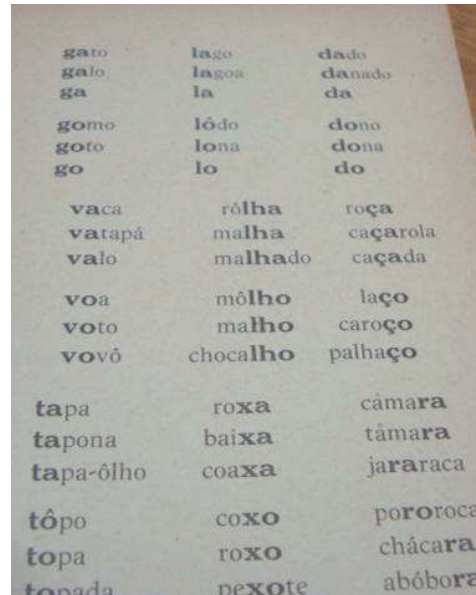 gato lago dado
galo lagoa danado
ga la da
gomo lôdo dono
goto lona dona
go lo do
vaca rôlha roça
vatapá malha caçarola
valo malhado caçada
voa môlho laço
voto malho caroço
vovô chocalho palhaço
tapa roxa câmara
tapona baixa tâmara
tapa-ôlho coaxa jararaca
tôpo coxo pororoca
topa roxo chácara
topada pexote abóbora